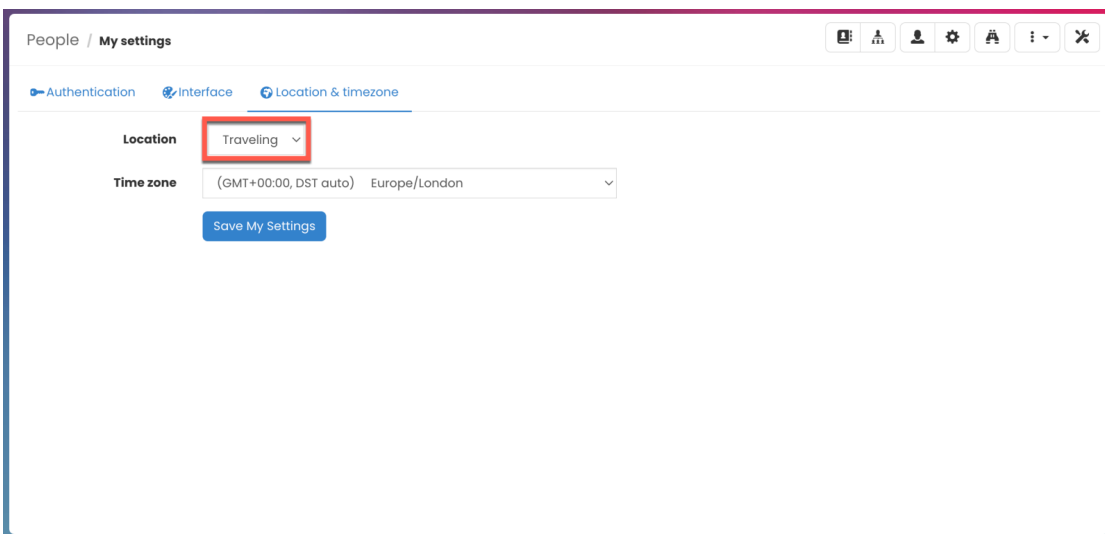 People / My settings
Authentication Interface Location & timezone
Location Traveling
Time zone (GMT+00:00, DST auto) Europe/London
Save My Settings